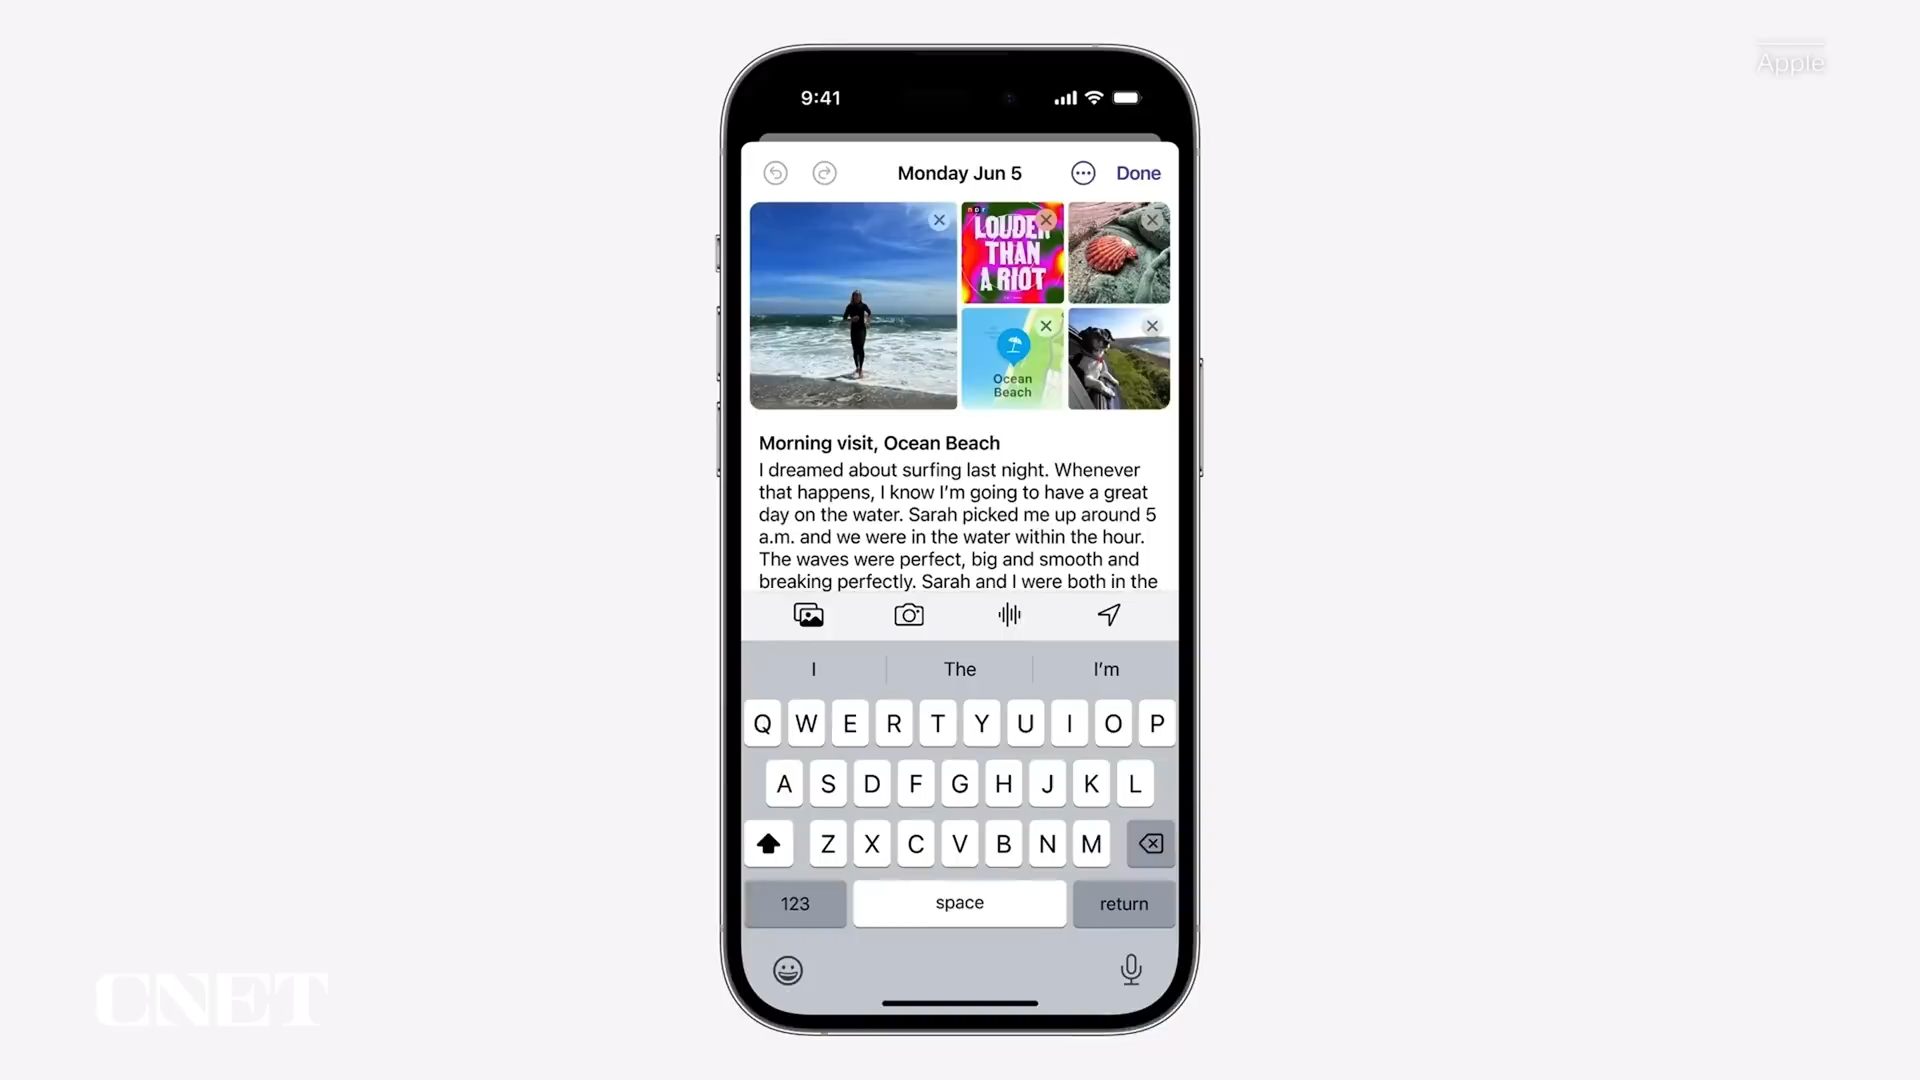 Apple
9:41
Monday Jun 5
Done
npr
LOUDER
THAN
A RIOT
Ocean
Beach
Morning visit, Ocean Beach
I dreamed about surfing last night. Whenever
that happens, I know I'm going to have a great
day on the water. Sarah picked me up around 5
a.m. and we were in the water within the hour.
The waves were perfect, big and smooth and
breaking perfectly. Sarah and I were both in the
I The I'm
Q W E R T Y U I O P
A S D F G H J K L
Z X C V B N M
123 space return
CNET